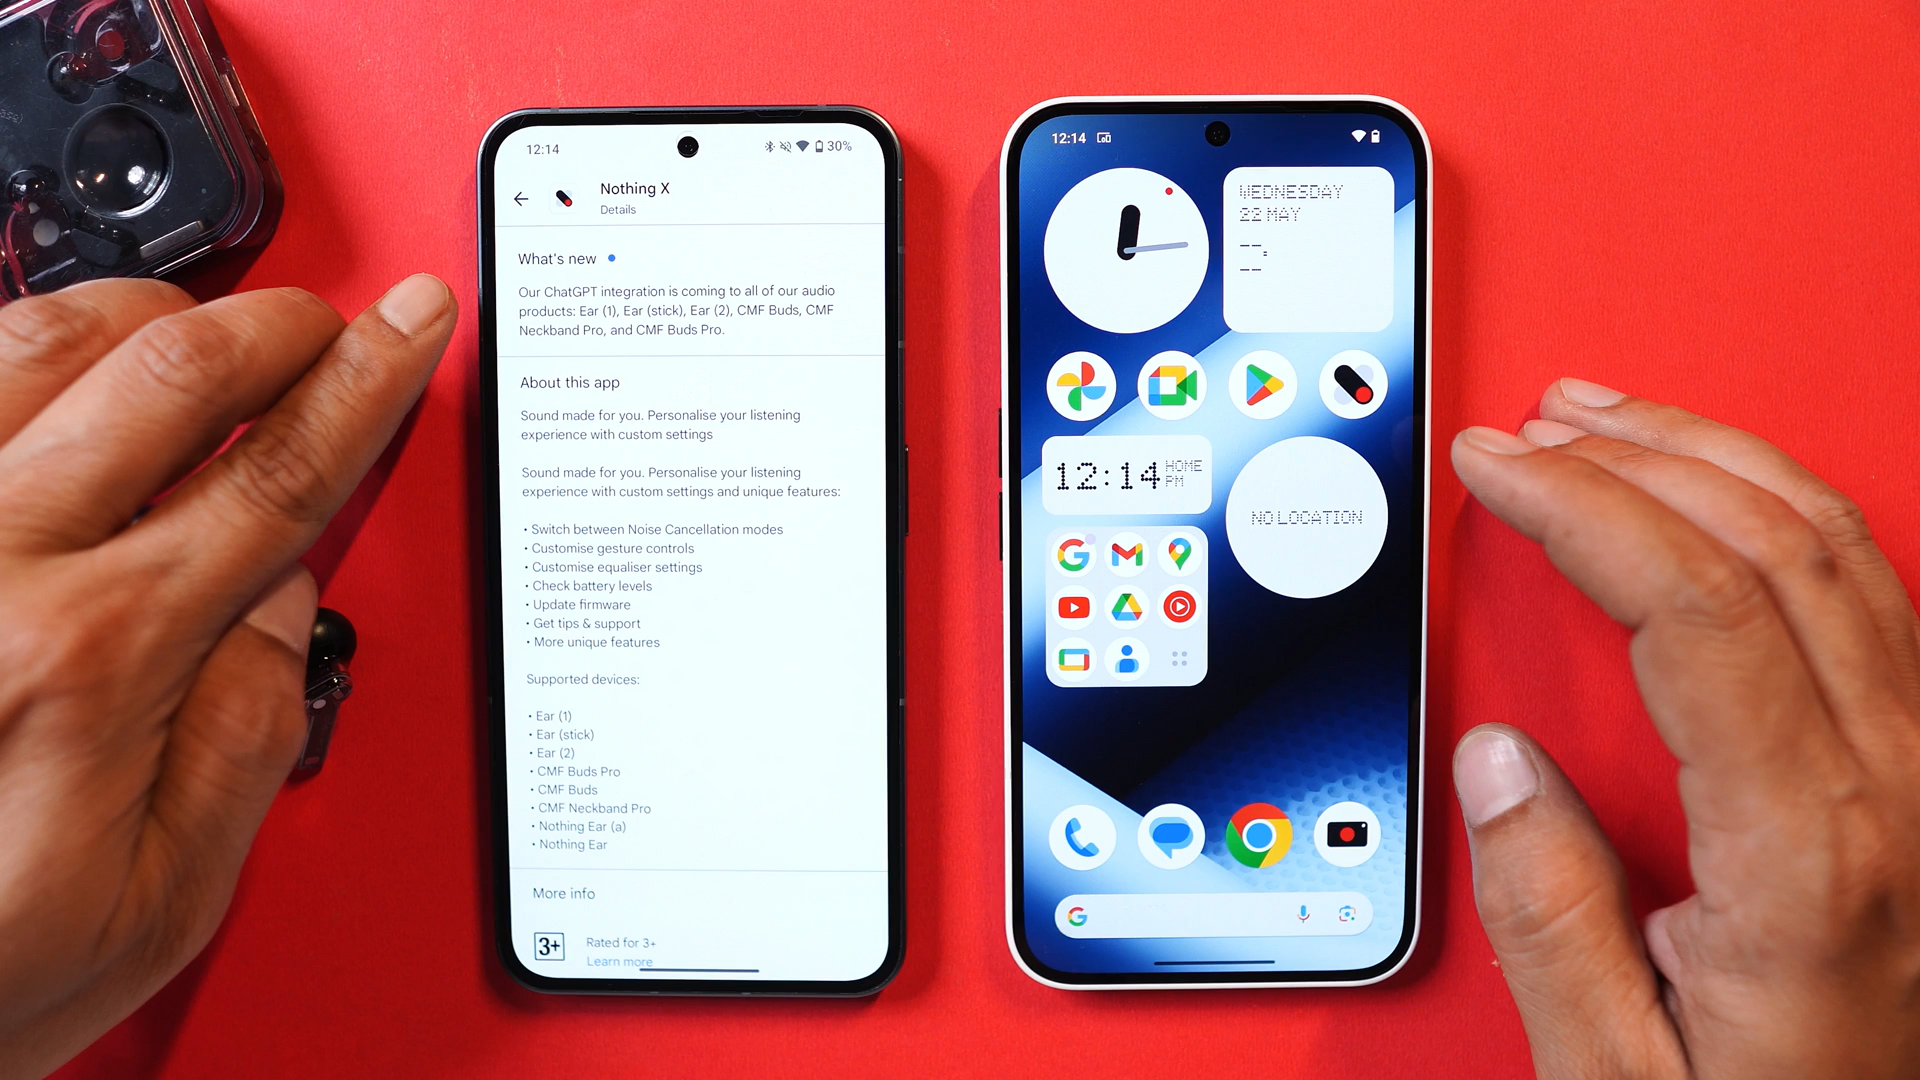 12:14
30%
Nothing X
Details
What's new
Our ChatGPT integration is coming to all of our audio
products: Ear (1), Ear (stick), Ear (2), CMF Buds, CMF
Neckband Pro, and CMF Buds Pro.
About this app
Sound made for you. Personalise your listening
experience with custom settings
Sound made for you. Personalise your listening
experience with custom settings and unique features:
• Switch between Noise Cancellation modes
• Customise gesture controls
• Customise equaliser settings
• Check battery levels
• Update firmware
• Get tips & support
• More unique features
Supported devices:
• Ear (1)
• Ear (stick)
• Ear (2)
• CMF Buds Pro
• CMF Buds
• CMF Neckband Pro
• Nothing Ear (a)
• Nothing Ear
More info
3+
Rated for 3+
Learn more
12:14
WEDNESDAY
22 MAY
--,
--
12:14
HOME
PM
NO LOCATION